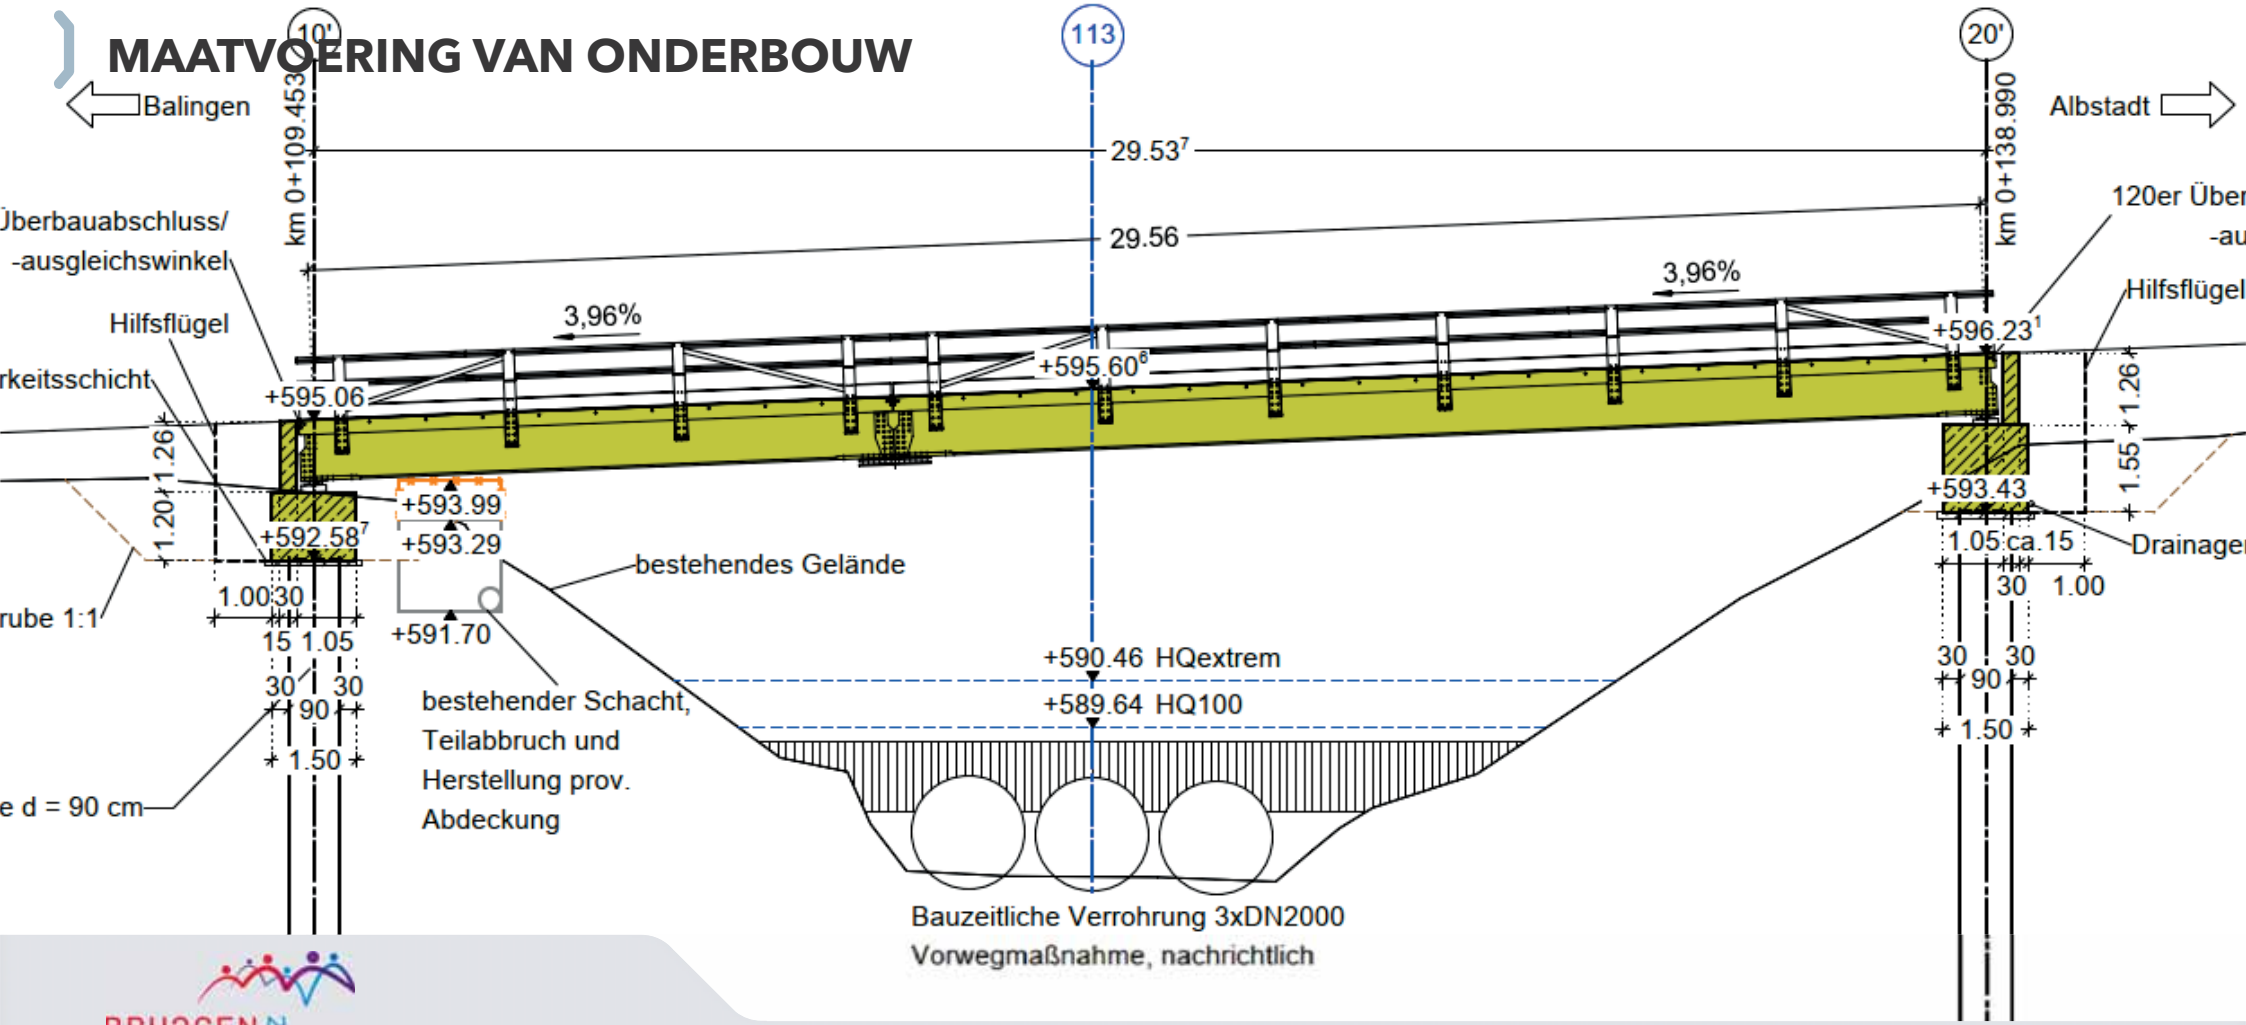 10'
113
20'
MAATVOERING VAN ONDERBOUW
Balingen
Albstadt
km 0+109.453
km 0+138.990
29.53⁷
29.56
Überbauabschluss/
-ausgleichswinkel
120er Über
-au
Hilfsflügel
Hilfsflügel
3,96%
3,96%
rkeitsschicht
+595.06
+595.60⁶
+596.23¹
1.26
1.20
1.26
1.55
+593.99
+592.58⁷
+593.29
+593.43
bestehendes Gelände
1.05
ca.15
Drainager
1.00
30
30
1.00
rube 1:1
15
1.05
+591.70
+590.46 HQextrem
30
30
30
30
90
90
+589.64 HQ100
1.50
1.50
bestehender Schacht,
Teilabbruch und
Herstellung prov.
Abdeckung
e d = 90 cm
Bauzeitliche Verrohrung 3xDN2000
Vorwegmaßnahme, nachrichtlich